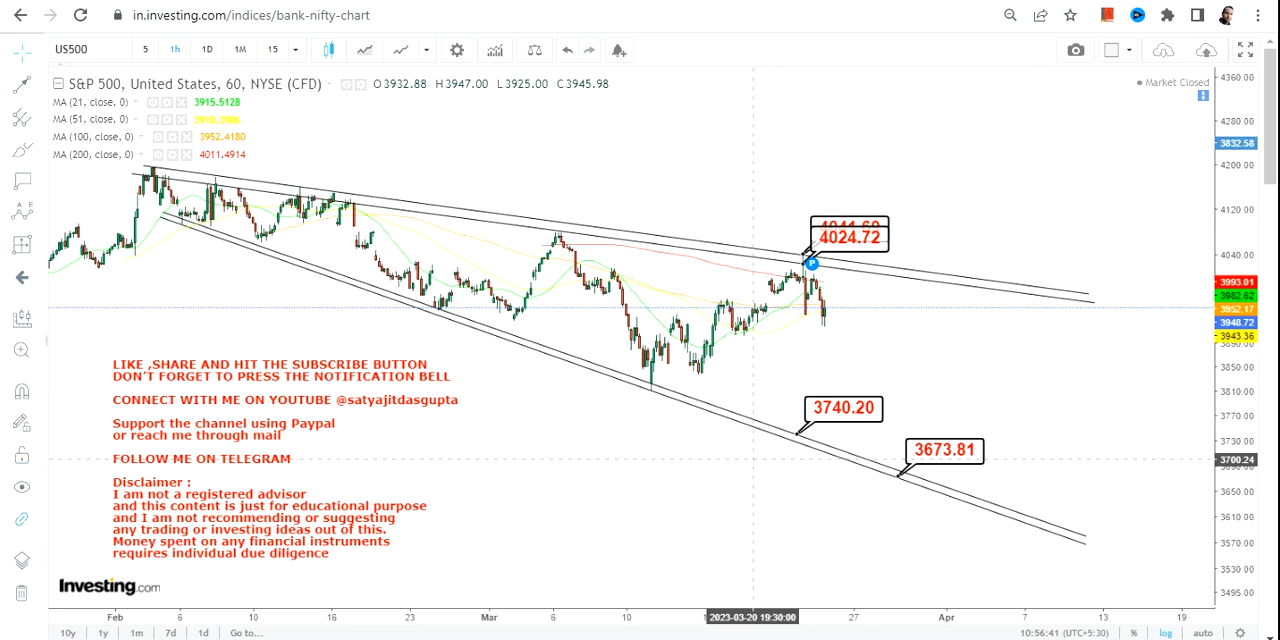 in.investing.com/indices/bank-nifty-chart
US500 5 1h 1D 1M 15
S&P 500, United States, 60, NYSE (CFD) O3932.88 H3947.00 L3925.00 C3945.98
Market Closed
MA (21, close, 0) 3915.5128
MA (51, close, 0)
MA (100, close, 0) 3952.4180
MA (200, close, 0) 4011.4914
4360.00
4280.00
3832.58
4200.00
4120.00
4040.00
4024.72
3993.01
3982.62
3952.17
3948.72
3943.36
3850.00
3810.00
3770.00
3730.00
3700.24
3650.00
3610.00
3570.00
3530.00
3495.00
3740.20
3673.81
LIKE ,SHARE AND HIT THE SUBSCRIBE BUTTON
DON'T FORGET TO PRESS THE NOTIFICATION BELL
CONNECT WITH ME ON YOUTUBE @satyajitdasgupta
Support the channel using Paypal
or reach me through mail
FOLLOW ME ON TELEGRAM
Disclaimer :
I am not a registered advisor
and this content is just for educational purpose
and I am not recommending or suggesting
any trading or investing ideas out of this.
Money spent on any financial instruments
requires individual due diligence
Investing.com
Feb 6 10 16 23 Mar 6 10 2023-03-20 19:30:00 27 Apr 7 13 19
10y 1y 1m 7d 1d Go to... 10:56:41 (UTC+5:30) % log auto